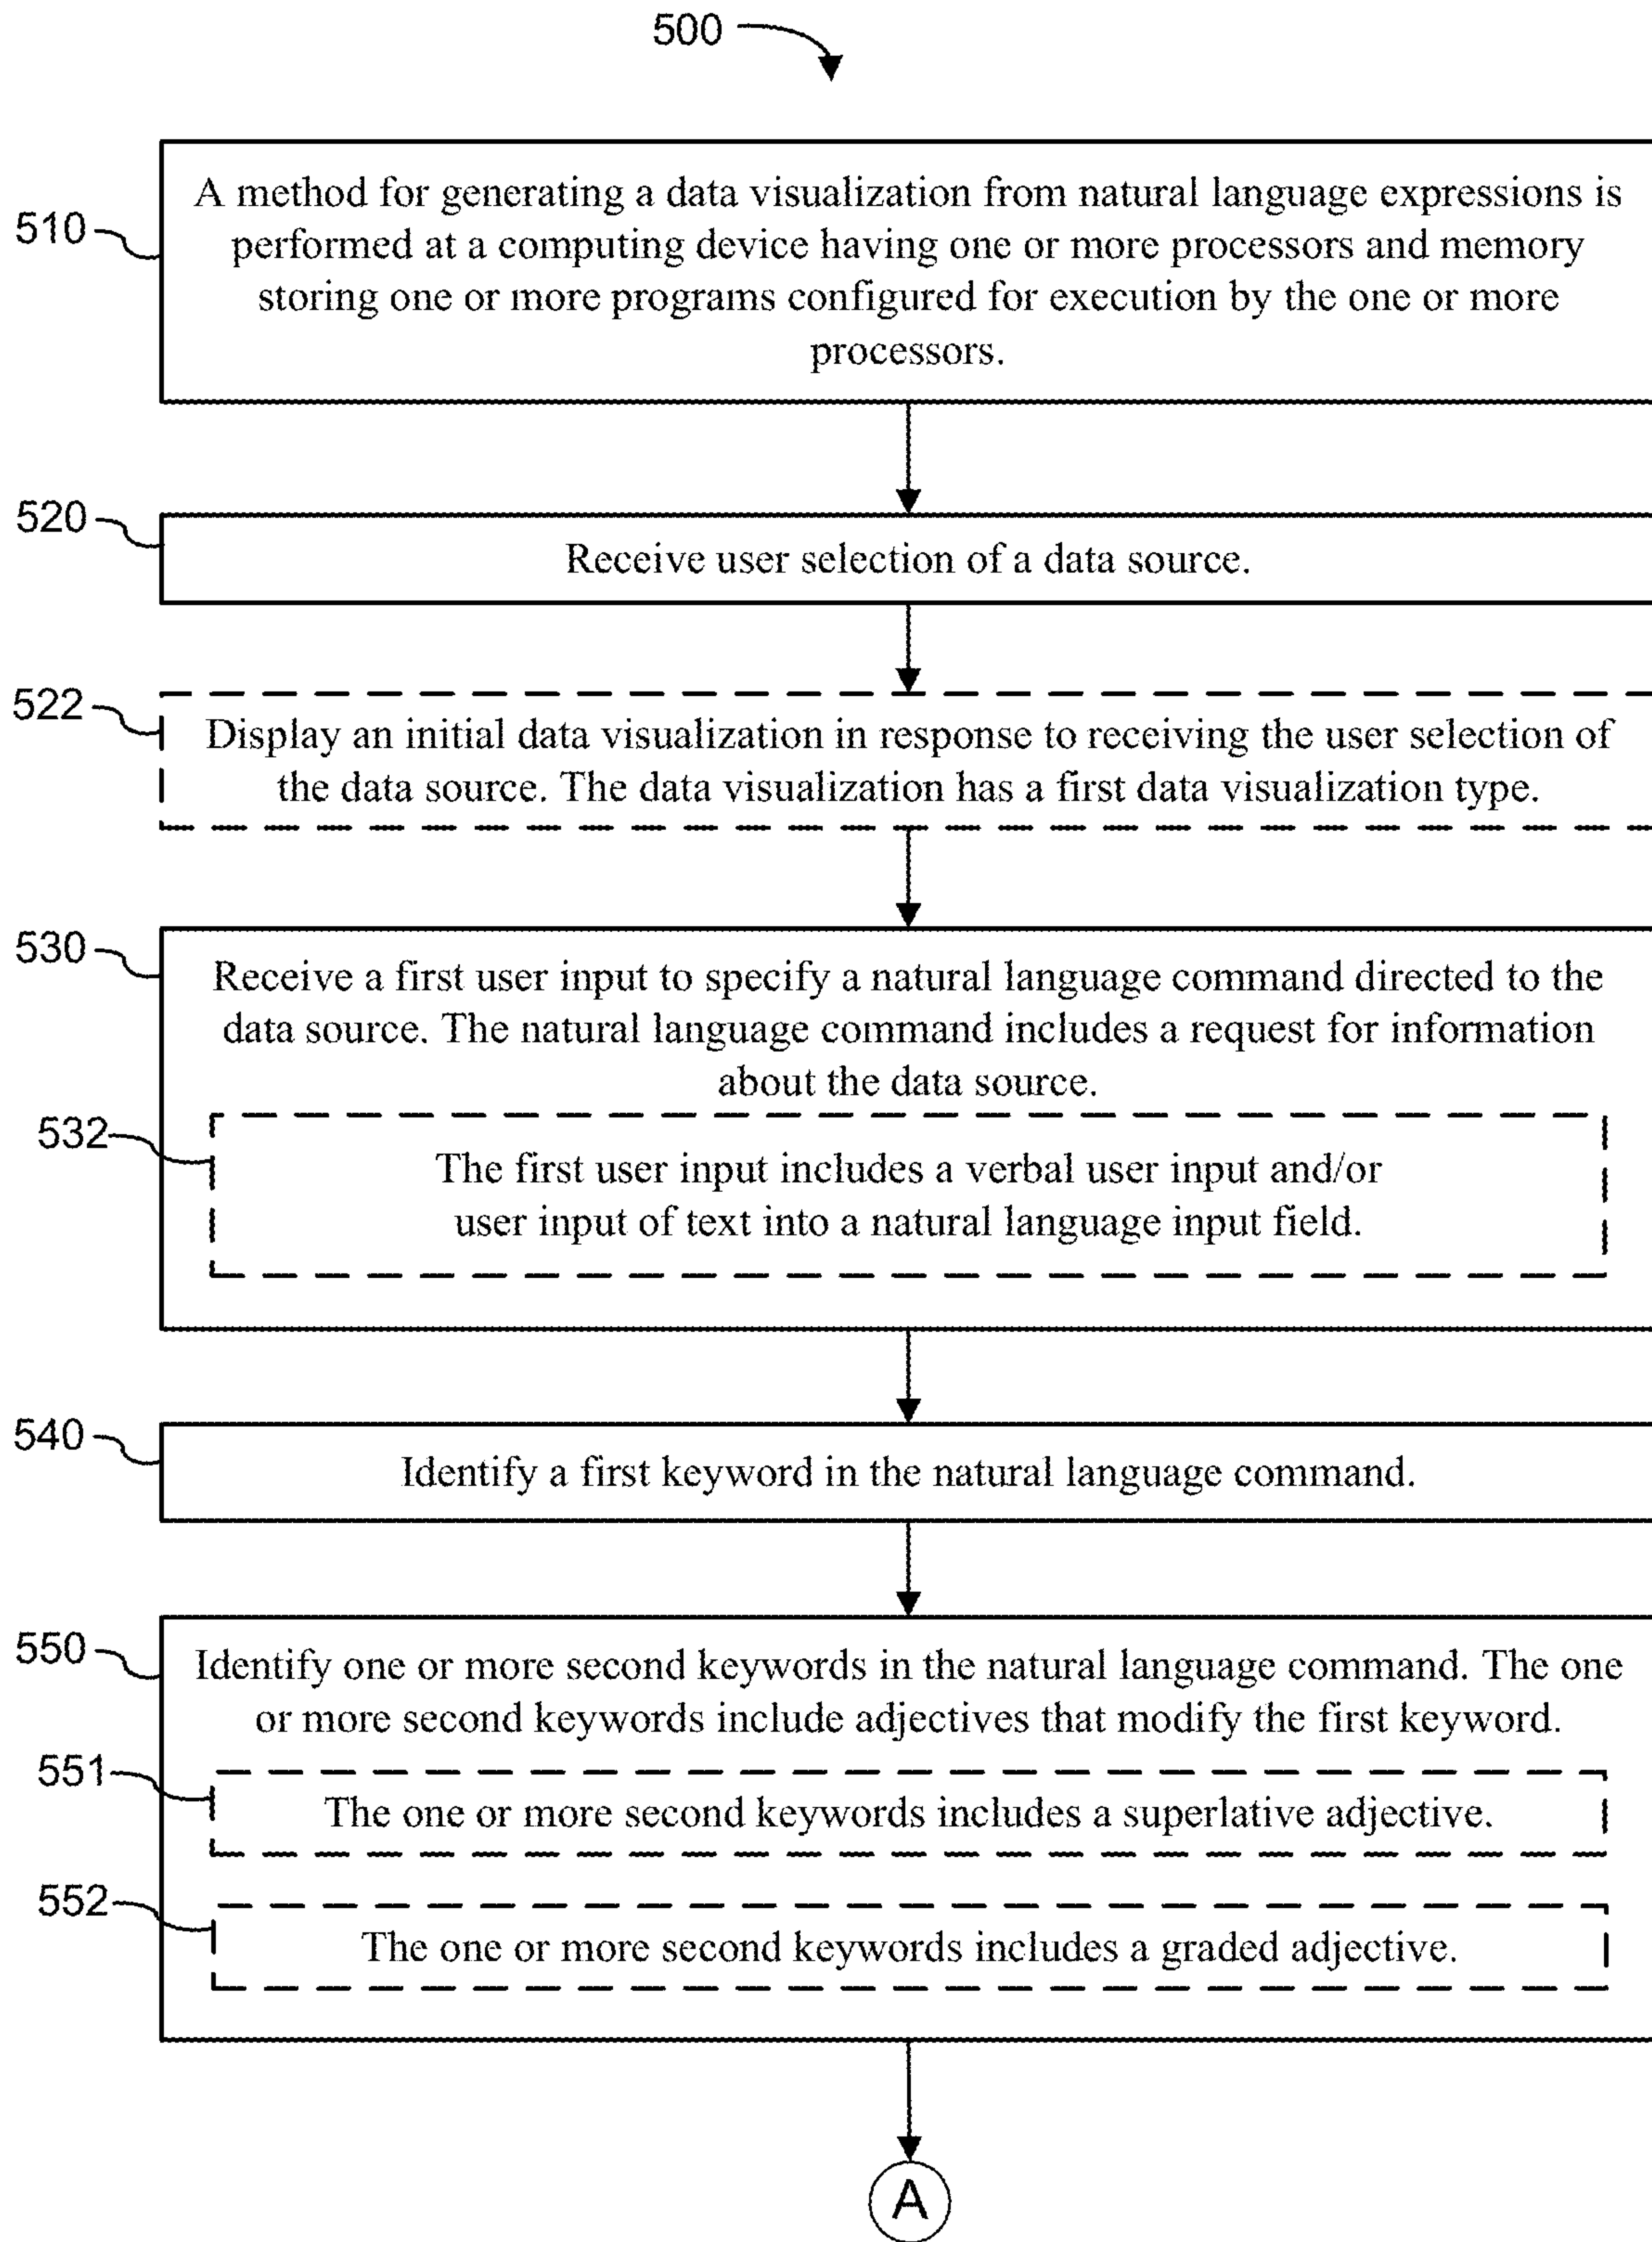 500
510
A method for generating a data visualization from natural language expressions is
performed at a computing device having one or more processors and memory
storing one or more programs configured for execution by the one or more
processors.
520
Receive user selection of a data source.
522
Display an initial data visualization in response to receiving the user selection of
the data source. The data visualization has a first data visualization type.
530
Receive a first user input to specify a natural language command directed to the
data source. The natural language command includes a request for information
about the data source.
532
The first user input includes a verbal user input and/or
user input of text into a natural language input field.
540
Identify a first keyword in the natural language command.
550
Identify one or more second keywords in the natural language command. The one
or more second keywords include adjectives that modify the first keyword.
551
The one or more second keywords includes a superlative adjective.
552
The one or more second keywords includes a graded adjective.
A